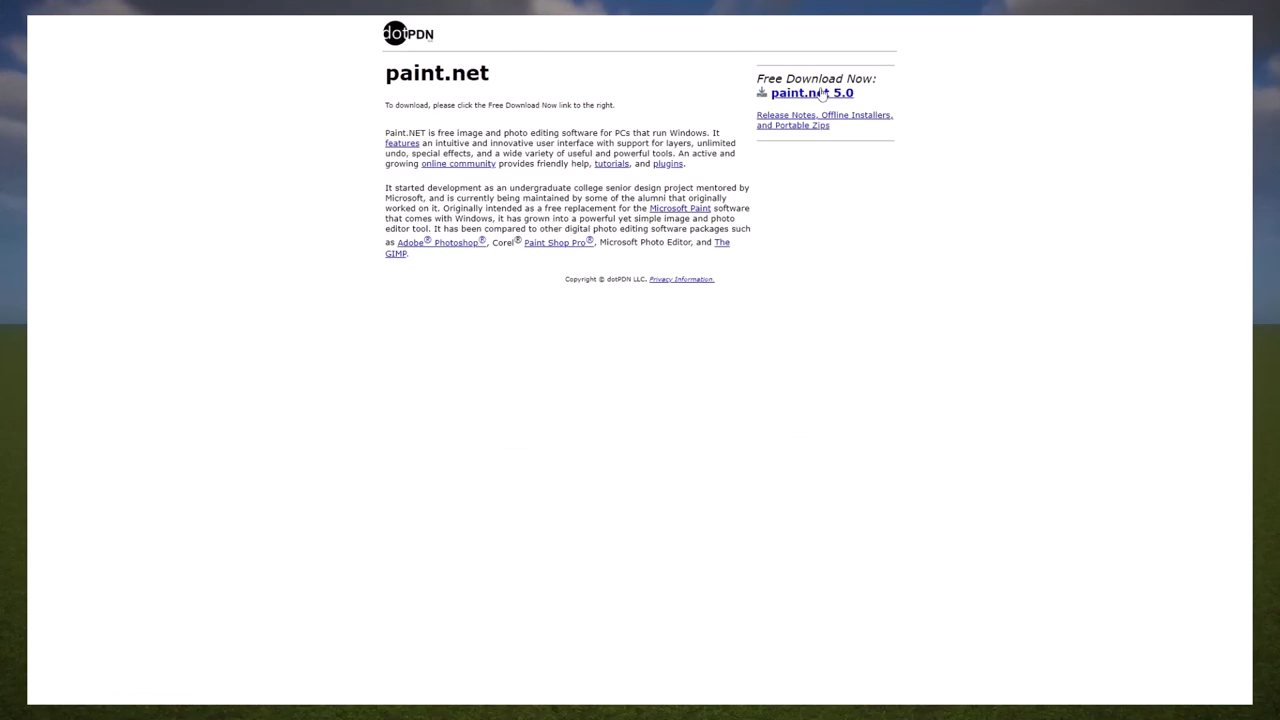 dotPDN
paint.net
To download, please click the Free Download Now link to the right.
Paint.NET is free image and photo editing software for PCs that run Windows. It
features an intuitive and innovative user interface with support for layers, unlimited
undo, special effects, and a wide variety of useful and powerful tools. An active and
growing online community provides friendly help, tutorials, and plugins.
It started development as an undergraduate college senior design project mentored by
Microsoft, and is currently being maintained by some of the alumni that originally
worked on it. Originally intended as a free replacement for the Microsoft Paint software
that comes with Windows, it has grown into a powerful yet simple image and photo
editor tool. It has been compared to other digital photo editing software packages such
as Adobe® Photoshop®, Corel® Paint Shop Pro®, Microsoft Photo Editor, and The
GIMP.
Free Download Now:
paint.net 5.0
Release Notes, Offline Installers,
and Portable Zips
Copyright © dotPDN LLC. Privacy Information.